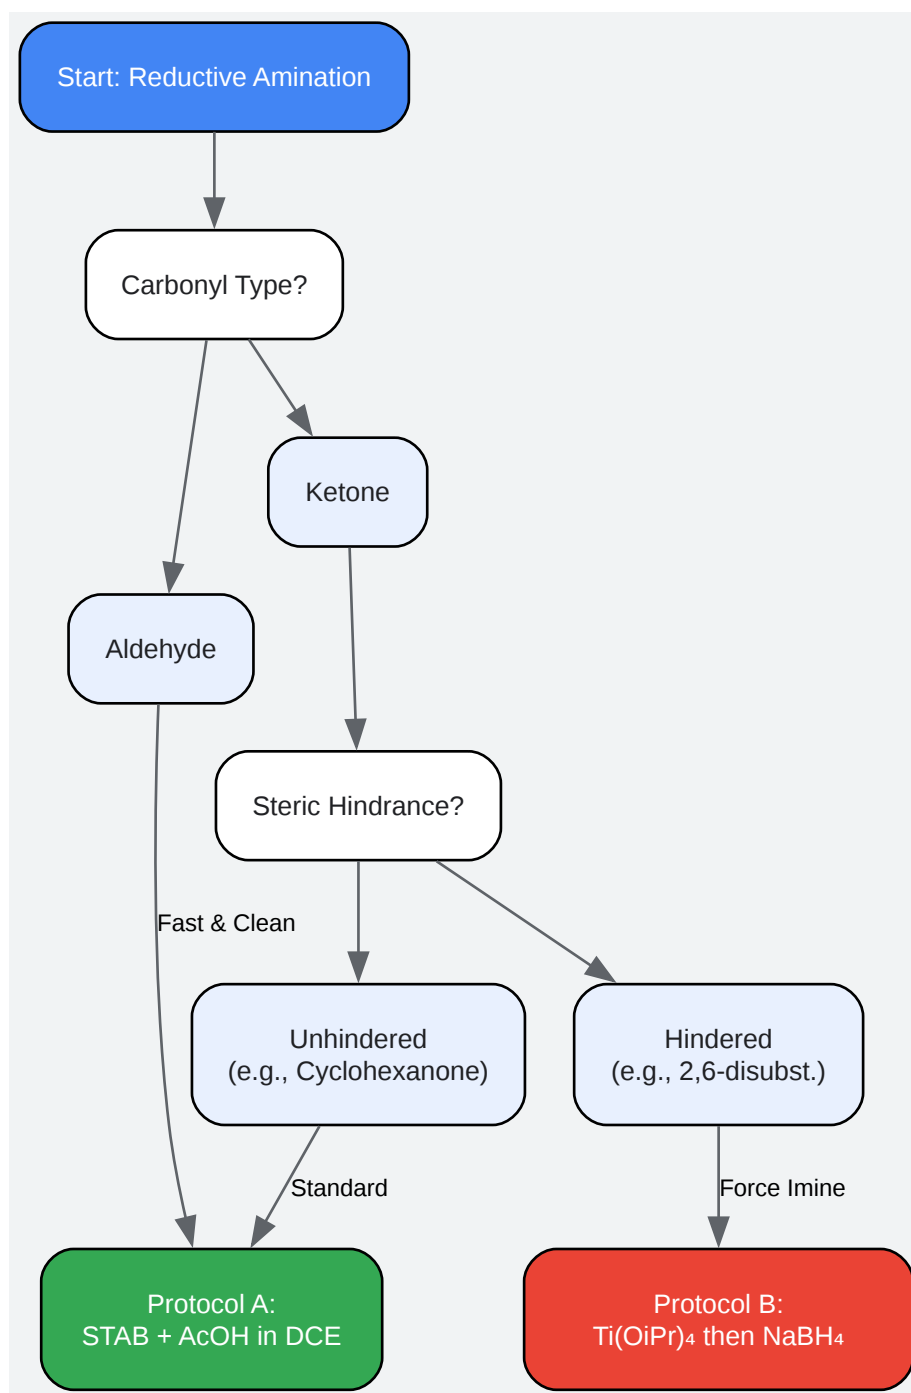 Start: Reductive Amination
Carbonyl Type?
Ketone
Aldehyde
Steric Hindrance?
Fast & Clean
Unhindered
(e.g., Cyclohexanone)
Hindered
(e.g., 2,6-disubst.)
Standard
Force Imine
Protocol A:
STAB + AcOH in DCE
Protocol B:
Ti(OiPr)₄ then NaBH₄